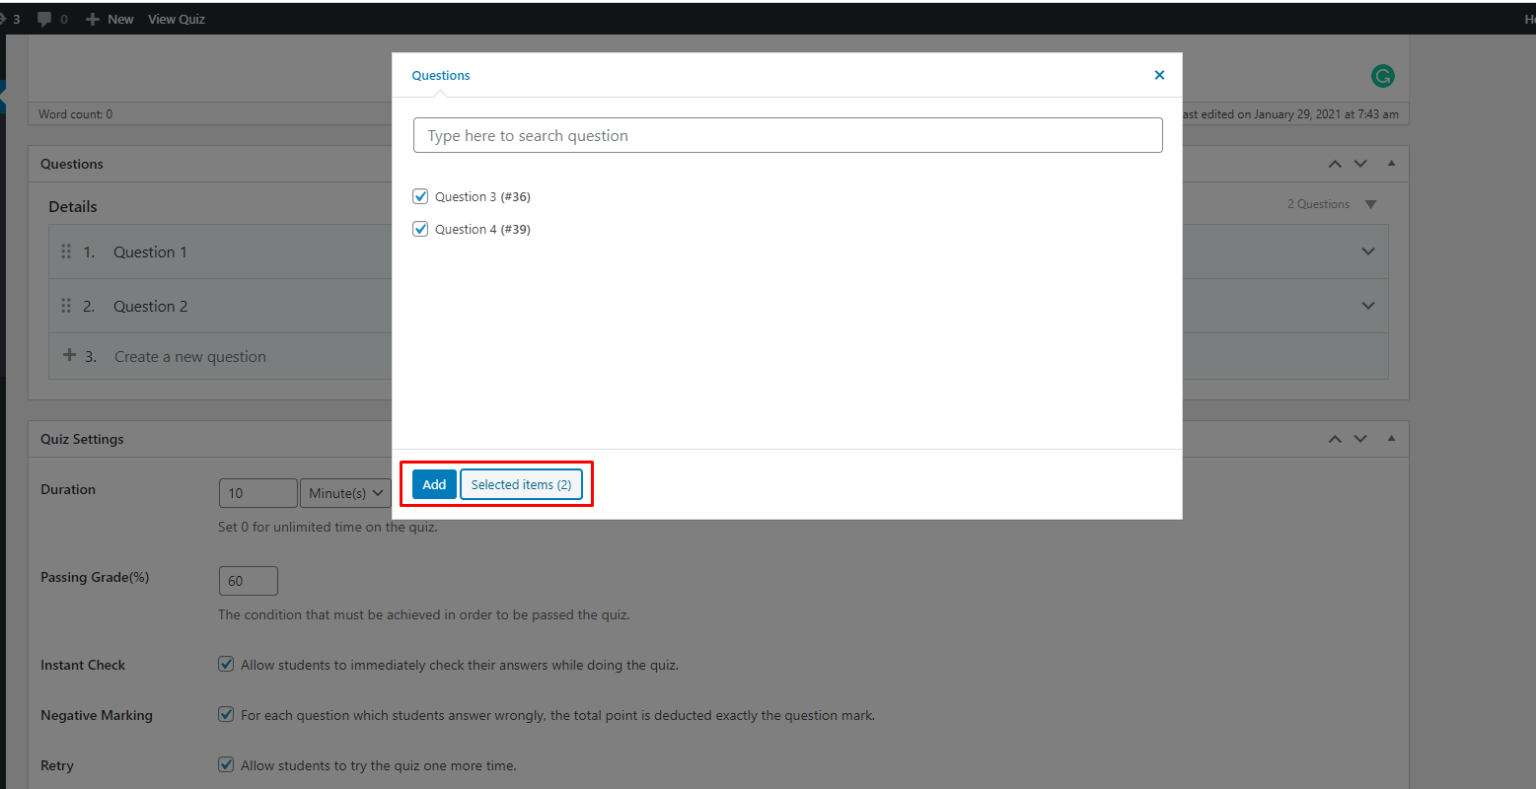 3 0 New View Quiz
Questions
Word count: 0
ast edited on January 29, 2021 at 7:43 am
Type here to search question
Question 3 (#36)
Question 4 (#39)
Add Selected items (2)
Questions
Details
2 Questions
1. Question 1
2. Question 2
3. Create a new question
Quiz Settings
Duration 10 Minute(s)
Set 0 for unlimited time on the quiz.
Passing Grade(%) 60
The condition that must be achieved in order to be passed the quiz.
Instant Check Allow students to immediately check their answers while doing the quiz.
Negative Marking For each question which students answer wrongly, the total point is deducted exactly the question mark.
Retry Allow students to try the quiz one more time.